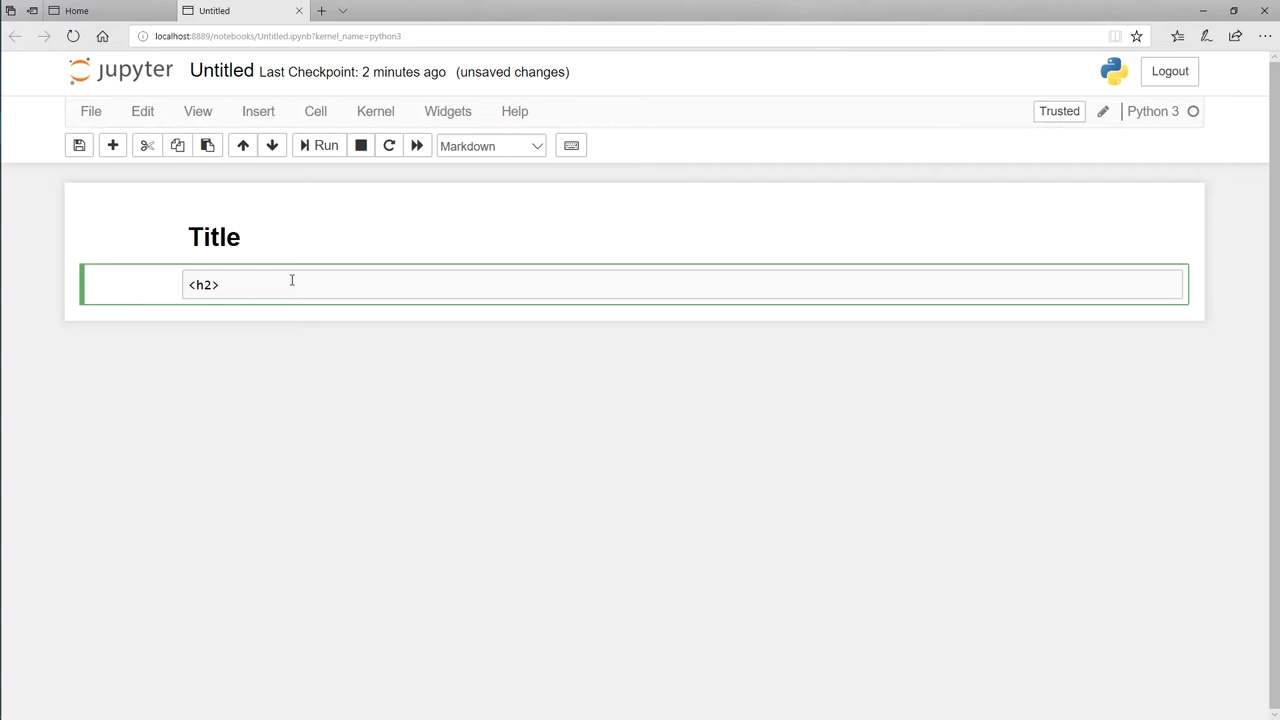 Home
Untitled
localhost:8889/notebooks/Untitled.ipynb?kernel_name=python3
jupyter Untitled Last Checkpoint: 2 minutes ago (unsaved changes)
Logout
File Edit View Insert Cell Kernel Widgets Help
Trusted
Python 3
Run
Markdown
Title
<h2>